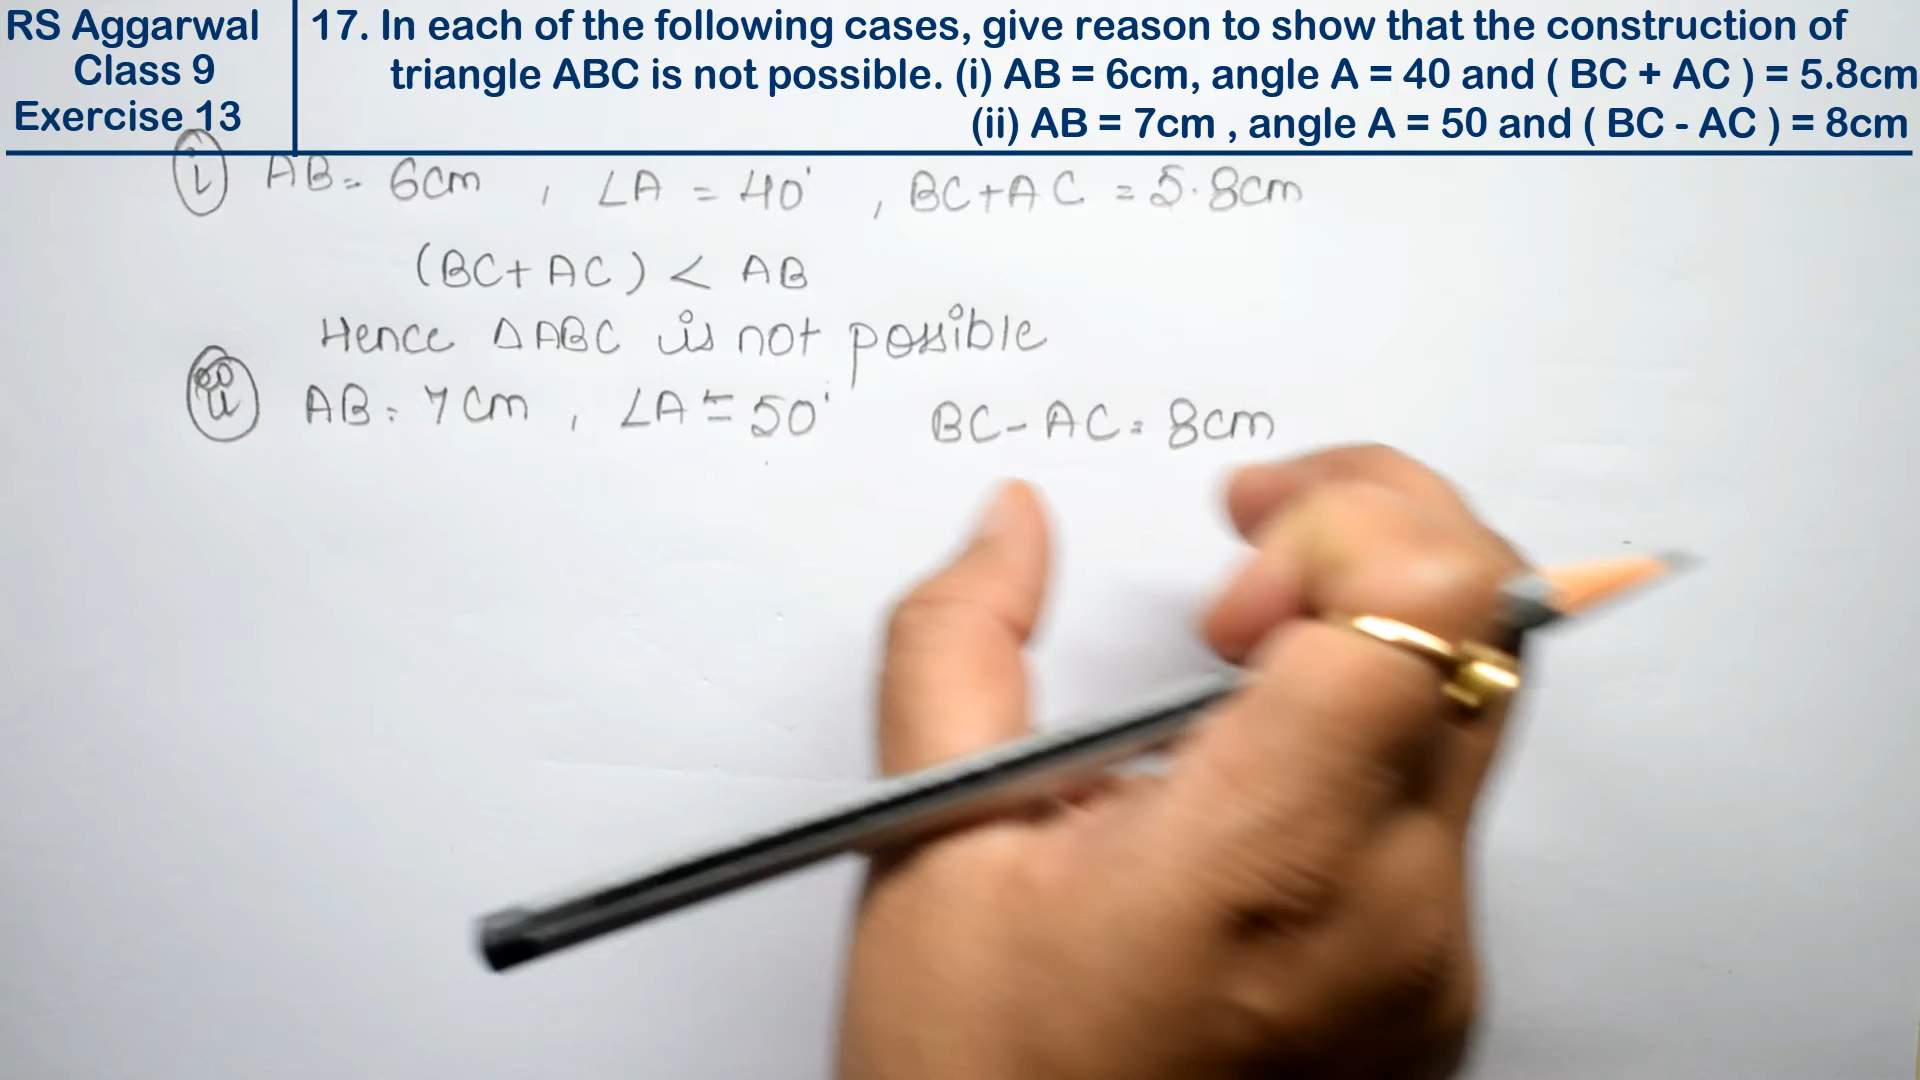 RS Aggarwal
Class 9
Exercise 13
17. In each of the following cases, give reason to show that the construction of
triangle ABC is not possible. (i) AB = 6cm, angle A = 40 and ( BC + AC ) = 5.8cm
(ii) AB = 7cm , angle A = 50 and ( BC - AC ) = 8cm
(i) AB = 6cm , ∠A = 40° , BC+AC = 5.8cm
(BC+AC) < AB
Hence △ABC is not possible
(ii) AB = 7cm , ∠A = 50° BC-AC = 8cm